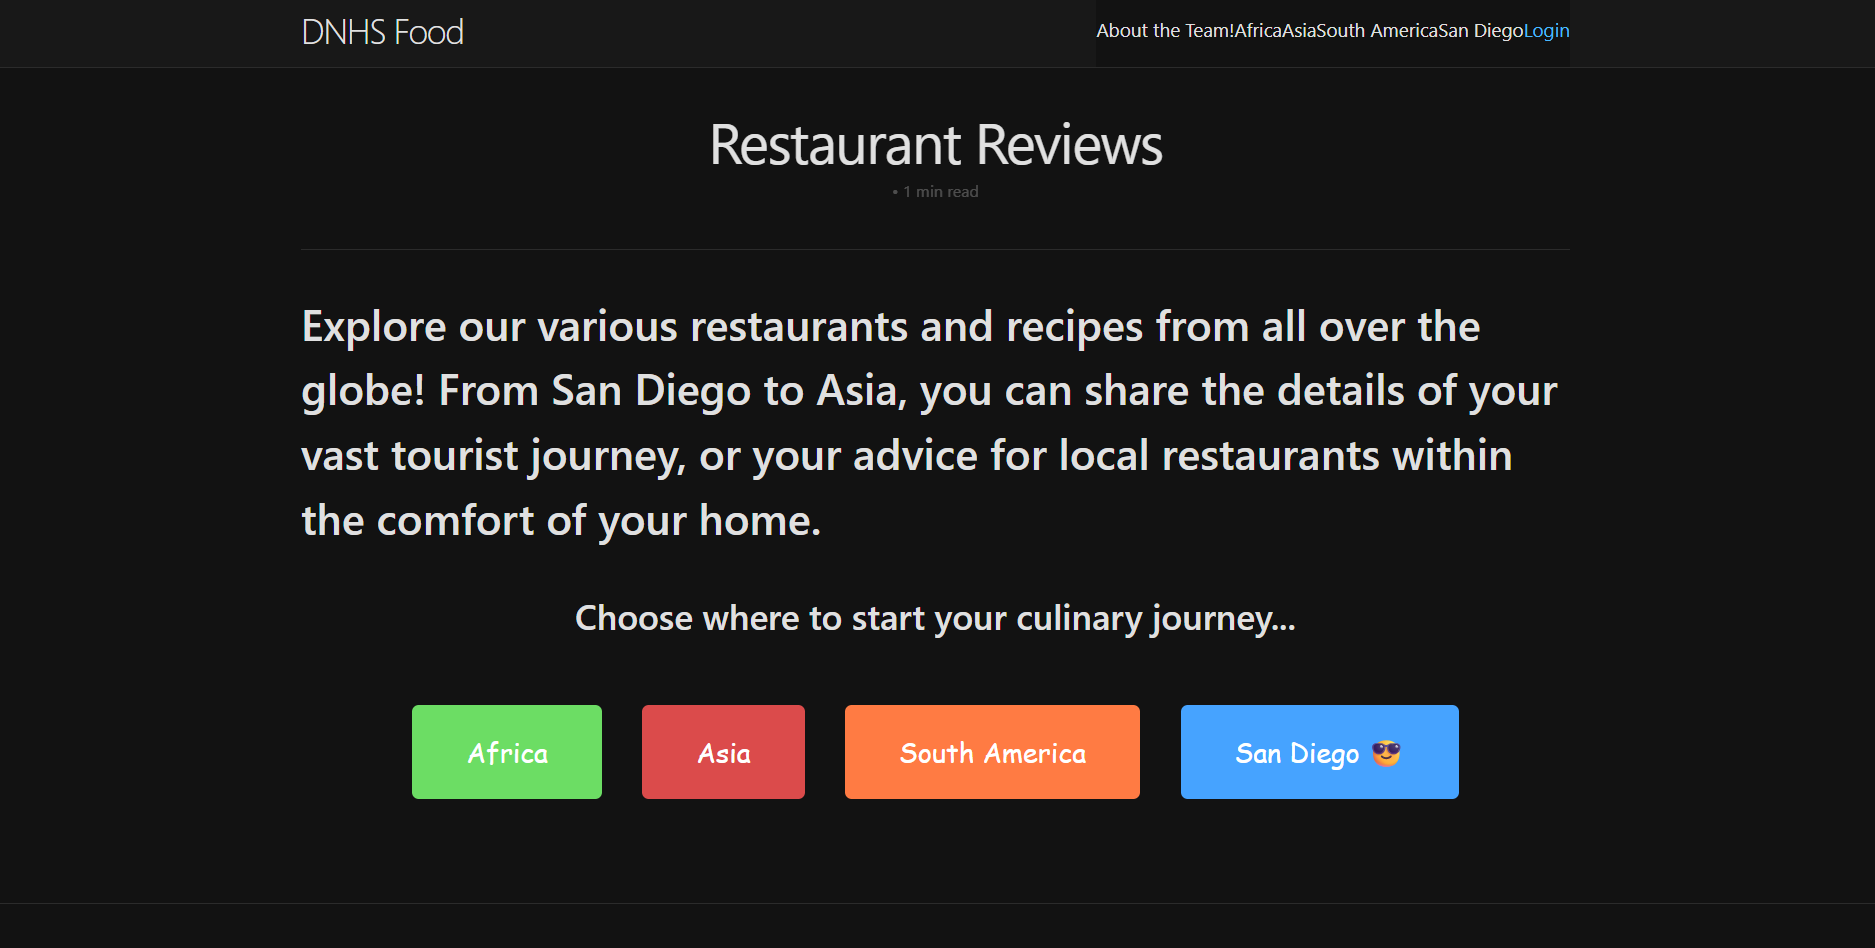 DNHS Food
About the Team!AfricaAsiaSouth AmericaSan DiegoLogin
Restaurant Reviews
• 1 min read
Explore our various restaurants and recipes from all over the
globe! From San Diego to Asia, you can share the details of your
vast tourist journey, or your advice for local restaurants within
the comfort of your home.
Choose where to start your culinary journey...
Africa
Asia
South America
San Diego 😎